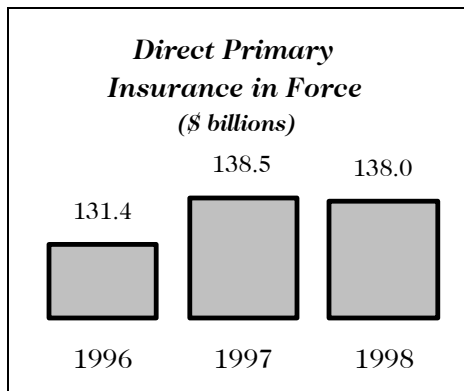 Direct Primary
Insurance in Force
($ billions)
138.5 138.0
131.4
1996 1997 1998